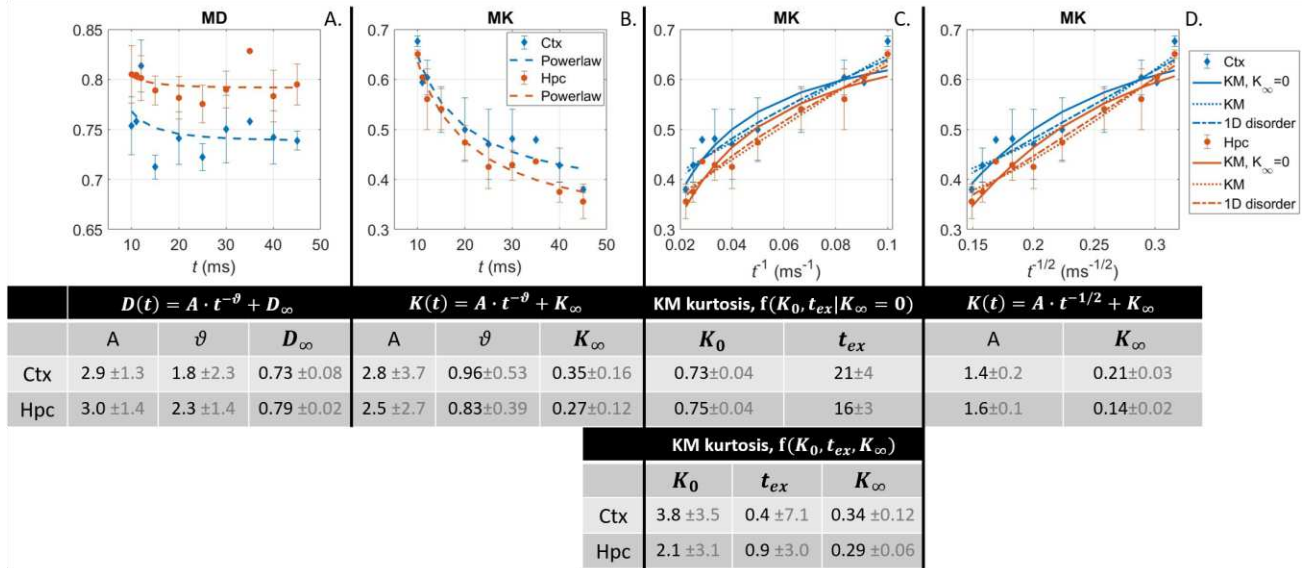 MD
A.
0.85
0.8
0.75
0.7
0.65
10 20 30 40 50
t (ms)
MK
B.
Ctx
Powerlaw
Hpc
Powerlaw
0.7
0.6
0.5
0.4
0.3
0 10 20 30 40 50
t (ms)
MK
C.
0.7
0.6
0.5
0.4
0.3
0.02 0.04 0.06 0.08 0.1
t⁻¹ (ms⁻¹)
MK
D.
0.7
0.6
0.5
0.4
0.3
0.15 0.2 0.25 0.3
t⁻¹/² (ms⁻¹/²)
Ctx
KM, K∞=0
KM
1D disorder
Hpc
KM, K∞=0
KM
1D disorder
D(t) = A · t^−ϑ + D∞ K(t) = A · t^−ϑ + K∞ KM kurtosis, f(K₀, tₑₓ|K∞ = 0) K(t) = A · t^−1/2 + K∞
A ϑ D∞ A ϑ K∞ K₀ tₑₓ A K∞
Ctx 2.9 ±1.3 1.8 ±2.3 0.73 ±0.08 2.8 ±3.7 0.96±0.53 0.35±0.16 0.73±0.04 21±4 1.4±0.2 0.21±0.03
Hpc 3.0 ±1.4 2.3 ±1.4 0.79 ±0.02 2.5 ±2.7 0.83±0.39 0.27±0.12 0.75±0.04 16±3 1.6±0.1 0.14±0.02
KM kurtosis, f(K₀, tₑₓ, K∞)
K₀ tₑₓ K∞
Ctx 3.8 ±3.5 0.4 ±7.1 0.34 ±0.12
Hpc 2.1 ±3.1 0.9 ±3.0 0.29 ±0.06